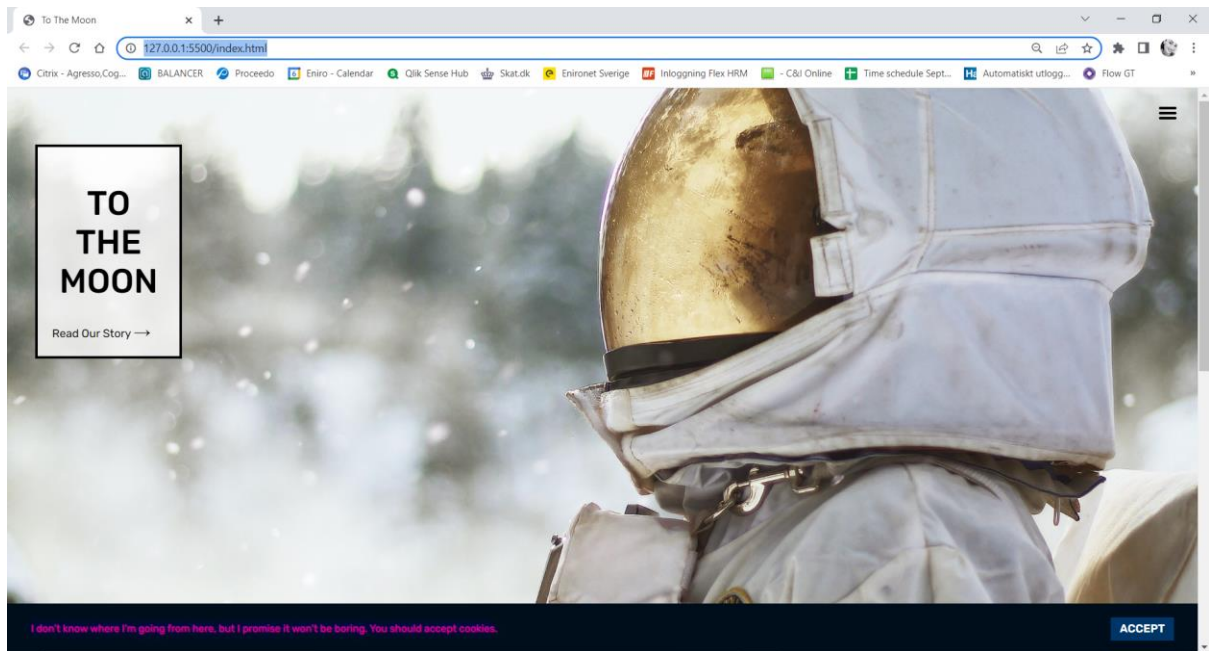 To The Moon
127.0.0.1:5500/index.html
Citrix - Agresso,Cog... BALANCER Proceedo Eniro - Calendar Qlik Sense Hub Skat.dk Enironet Sverige Inloggning Flex HRM - C&I Online Time schedule Sept... Automatiskt utlogg... Flow GT »
TO
THE
MOON
Read Our Story →
I don't know where I'm going from here, but I promise it won't be boring. You should accept cookies.
ACCEPT